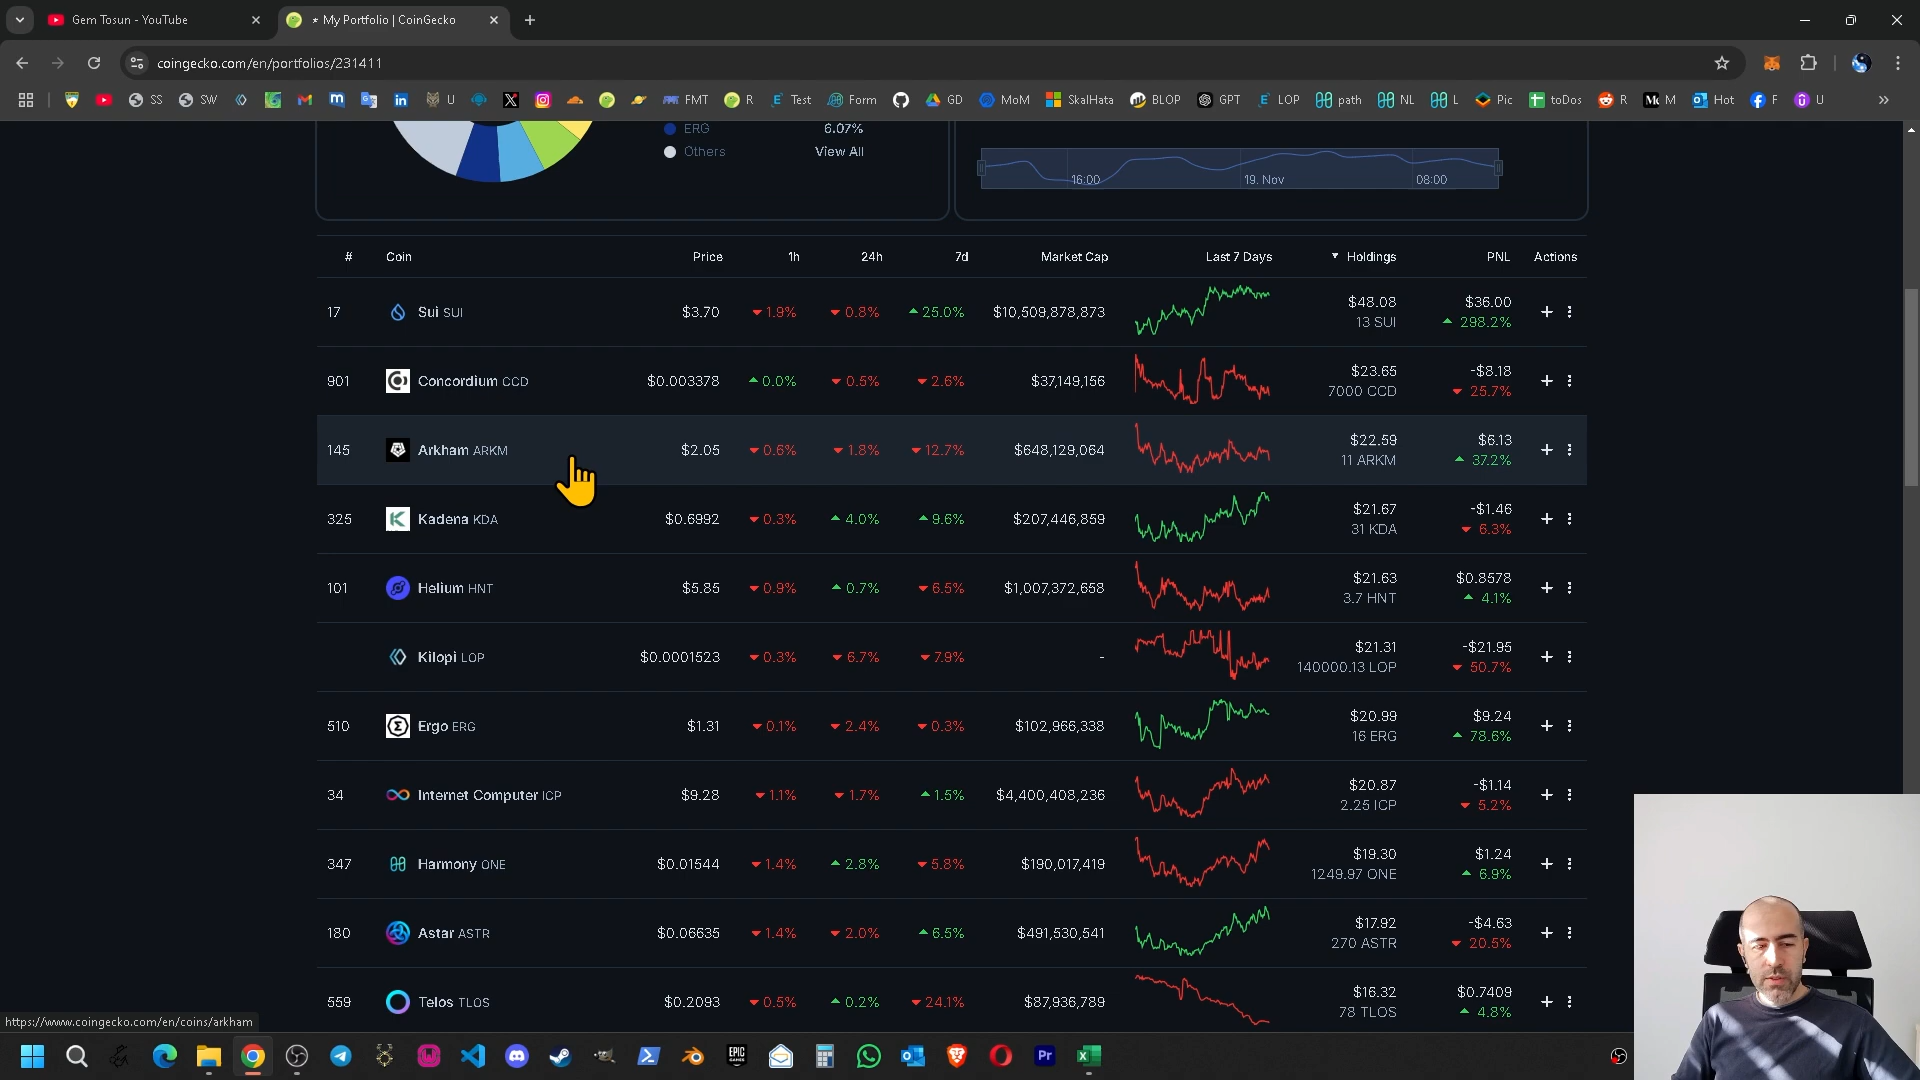 Gem Tosun - YouTube
* My Portfolio | CoinGecko
coingecko.com/en/portfolios/231411
SS SW U FMT R Test Form GD MoM SkalHata BLOP GPT LOP path NL L Pic toDos R M Hot F U
ERG 6.07%
Others View All
16:00 19. Nov 08:00
# Coin Price 1h 24h 7d Market Cap Last 7 Days Holdings PNL Actions
17 Sui SUI $3.70 1.9% 0.8% 25.0% $10,509,878,873 $48.08 $36.00
13 SUI 298.2%
901 Concordium CCD $0.003378 0.0% 0.5% 2.6% $37,149,156 $23.65 -$8.18
7000 CCD 25.7%
145 Arkham ARKM $2.05 0.6% 1.8% 12.7% $648,129,064 $22.59 $6.13
11 ARKM 37.2%
325 Kadena KDA $0.6992 0.3% 4.0% 9.6% $207,446,859 $21.67 -$1.46
31 KDA 6.3%
101 Helium HNT $5.85 0.9% 0.7% 6.5% $1,007,372,658 $21.63 $0.8578
3.7 HNT 4.1%
Kilopi LOP $0.0001523 0.3% 6.7% 7.9% - $21.31 -$21.95
140000.13 LOP 50.7%
510 Ergo ERG $1.31 0.1% 2.4% 0.3% $102,966,338 $20.99 $9.24
16 ERG 78.6%
34 Internet Computer ICP $9.28 1.1% 1.7% 1.5% $4,400,408,236 $20.87 -$1.14
2.25 ICP 5.2%
347 Harmony ONE $0.01544 1.4% 2.8% 5.8% $190,017,419 $19.30 $1.24
1249.97 ONE 6.9%
180 Astar ASTR $0.06635 1.4% 2.0% 6.5% $491,530,541 $17.92 -$4.63
270 ASTR 20.5%
559 Telos TLOS $0.2093 0.5% 0.2% 24.1% $87,936,789 $16.32 $0.7409
78 TLOS 4.8%
https://www.coingecko.com/en/coins/arkham
EPIC GAMES
Pr